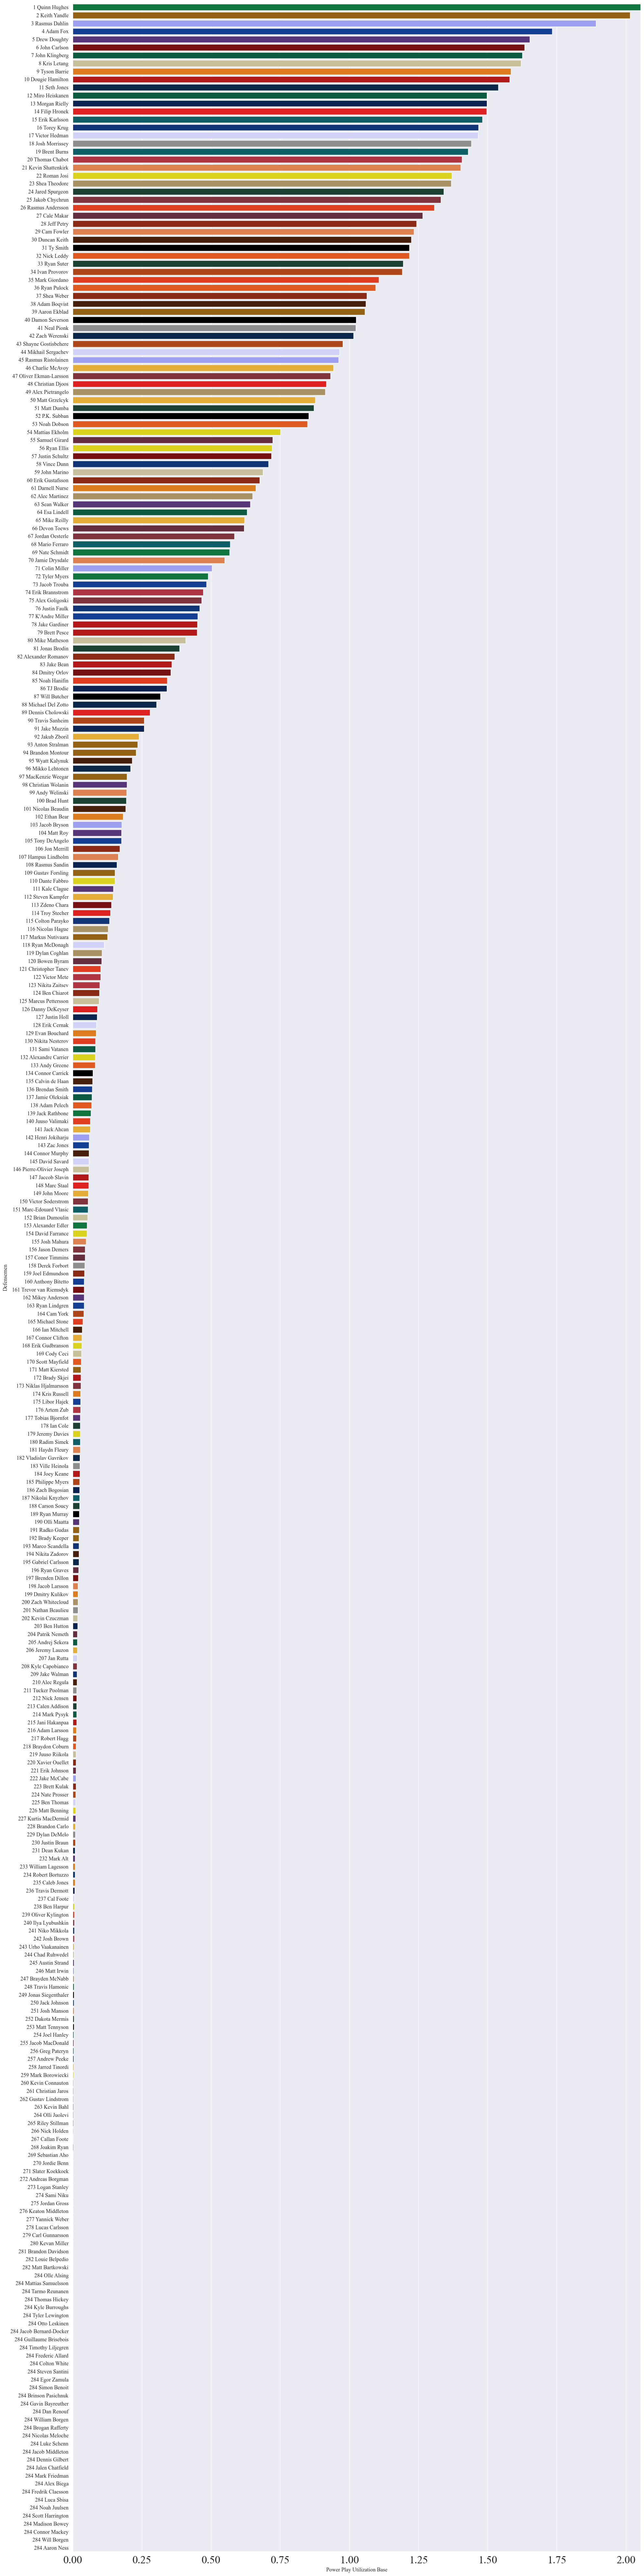 1 Quinn Hughes
2 Keith Yandle
3 Rasmus Dahlin
4 Adam Fox
5 Drew Doughty
6 John Carlson
7 John Klingberg
8 Kris Letang
9 Tyson Barrie
10 Dougie Hamilton
11 Seth Jones
12 Miro Heiskanen
13 Morgan Rielly
14 Filip Hronek
15 Erik Karlsson
16 Torey Krug
17 Victor Hedman
18 Josh Morrissey
19 Brent Burns
20 Thomas Chabot
21 Kevin Shattenkirk
22 Roman Josi
23 Shea Theodore
24 Jared Spurgeon
25 Jakob Chychrun
26 Rasmus Andersson
27 Cale Makar
28 Jeff Petry
29 Cam Fowler
30 Duncan Keith
31 Ty Smith
32 Nick Leddy
33 Ryan Suter
34 Ivan Provorov
35 Mark Giordano
36 Ryan Pulock
37 Shea Weber
38 Adam Boqvist
39 Aaron Ekblad
40 Damon Severson
41 Neal Pionk
42 Zach Werenski
43 Shayne Gostisbehere
44 Mikhail Sergachev
45 Rasmus Ristolainen
46 Charlie McAvoy
47 Oliver Ekman-Larsson
48 Christian Djoos
49 Alex Pietrangelo
50 Matt Grzelcyk
51 Matt Dumba
52 P.K. Subban
53 Noah Dobson
54 Mattias Ekholm
55 Samuel Girard
56 Ryan Ellis
57 Justin Schultz
58 Vince Dunn
59 John Marino
60 Erik Gustafsson
61 Darnell Nurse
62 Alec Martinez
63 Sean Walker
64 Esa Lindell
65 Mike Reilly
66 Devon Toews
67 Jordan Oesterle
68 Mario Ferraro
69 Nate Schmidt
70 Jamie Drysdale
71 Colin Miller
72 Tyler Myers
73 Jacob Trouba
74 Erik Brannstrom
75 Alex Goligoski
76 Justin Faulk
77 K'Andre Miller
78 Jake Gardiner
79 Brett Pesce
80 Mike Matheson
81 Jonas Brodin
82 Alexander Romanov
83 Jake Bean
84 Dmitry Orlov
85 Noah Hanifin
86 TJ Brodie
87 Will Butcher
88 Michael Del Zotto
89 Dennis Cholowski
90 Travis Sanheim
91 Jake Muzzin
92 Jakub Zboril
93 Anton Stralman
94 Brandon Montour
95 Wyatt Kalynuk
96 Mikko Lehtonen
97 MacKenzie Weegar
98 Christian Wolanin
99 Andy Welinski
100 Brad Hunt
101 Nicolas Beaudin
102 Ethan Bear
103 Jacob Bryson
104 Matt Roy
105 Tony DeAngelo
106 Jon Merrill
107 Hampus Lindholm
108 Rasmus Sandin
109 Gustav Forsling
110 Dante Fabbro
111 Kale Clague
112 Steven Kampfer
113 Zdeno Chara
114 Troy Stecher
115 Colton Parayko
116 Nicolas Hague
117 Markus Nutivaara
118 Ryan McDonagh
119 Dylan Coghlan
120 Bowen Byram
121 Christopher Tanev
122 Victor Mete
123 Nikita Zaitsev
124 Ben Chiarot
125 Marcus Pettersson
126 Danny DeKeyser
127 Justin Holl
128 Erik Cernak
129 Evan Bouchard
130 Nikita Nesterov
131 Sami Vatanen
132 Alexandre Carrier
133 Andy Greene
134 Connor Carrick
135 Calvin de Haan
136 Brendan Smith
137 Jamie Oleksiak
138 Adam Pelech
139 Jack Rathbone
140 Juuso Valimaki
141 Jack Ahcan
142 Henri Jokiharju
143 Zac Jones
144 Connor Murphy
145 David Savard
146 Pierre-Olivier Joseph
147 Jaccob Slavin
148 Marc Staal
149 John Moore
150 Victor Soderstrom
151 Marc-Edouard Vlasic
152 Brian Dumoulin
153 Alexander Edler
154 David Farrance
155 Josh Mahura
156 Jason Demers
157 Conor Timmins
158 Derek Forbort
159 Joel Edmundson
160 Anthony Bitetto
161 Trevor van Riemsdyk
162 Mikey Anderson
163 Ryan Lindgren
164 Cam York
165 Michael Stone
166 Ian Mitchell
167 Connor Clifton
168 Erik Gudbranson
169 Cody Ceci
170 Scott Mayfield
171 Matt Kiersted
172 Brady Skjei
173 Niklas Hjalmarsson
174 Kris Russell
175 Libor Hajek
176 Artem Zub
177 Tobias Bjornfot
178 Ian Cole
179 Jeremy Davies
180 Radim Simek
181 Haydn Fleury
182 Vladislav Gavrikov
183 Ville Heinola
184 Joey Keane
185 Philippe Myers
186 Zach Bogosian
187 Nikolai Knyzhov
188 Carson Soucy
189 Ryan Murray
190 Olli Maatta
191 Radko Gudas
192 Brady Keeper
193 Marco Scandella
194 Nikita Zadorov
195 Gabriel Carlsson
196 Ryan Graves
197 Brenden Dillon
198 Jacob Larsson
199 Dmitry Kulikov
200 Zach Whitecloud
201 Nathan Beaulieu
202 Kevin Czuczman
203 Ben Hutton
204 Patrik Nemeth
205 Andrej Sekera
206 Jeremy Lauzon
207 Jan Rutta
208 Kyle Capobianco
209 Jake Walman
210 Alec Regula
211 Tucker Poolman
212 Nick Jensen
213 Calen Addison
214 Mark Pysyk
215 Jani Hakanpaa
216 Adam Larsson
217 Robert Hagg
218 Braydon Coburn
219 Juuso Riikola
220 Xavier Ouellet
221 Erik Johnson
222 Jake McCabe
223 Brett Kulak
224 Nate Prosser
225 Ben Thomas
226 Matt Benning
227 Kurtis MacDermid
228 Brandon Carlo
229 Dylan DeMelo
230 Justin Braun
231 Dean Kukan
232 Mark Alt
233 William Lagesson
234 Robert Bortuzzo
235 Caleb Jones
236 Travis Dermott
237 Cal Foote
238 Ben Harpur
239 Oliver Kylington
240 Ilya Lyubushkin
241 Niko Mikkola
242 Josh Brown
243 Urho Vaakanainen
244 Chad Ruhwedel
245 Austin Strand
246 Matt Irwin
247 Brayden McNabb
248 Travis Hamonic
249 Jonas Siegenthaler
250 Jack Johnson
251 Josh Manson
252 Dakota Mermis
253 Matt Tennyson
254 Joel Hanley
255 Jacob MacDonald
256 Greg Pateryn
257 Andrew Peeke
258 Jarred Tinordi
259 Mark Borowiecki
260 Kevin Connauton
261 Christian Jaros
262 Gustav Lindstrom
263 Kevin Bahl
264 Olli Juolevi
265 Riley Stillman
266 Nick Holden
267 Callan Foote
268 Joakim Ryan
269 Sebastian Aho
270 Jordie Benn
271 Slater Koekkoek
272 Andreas Borgman
273 Logan Stanley
274 Sami Niku
275 Jordan Gross
276 Keaton Middleton
277 Yannick Weber
278 Lucas Carlsson
279 Carl Gunnarsson
280 Kevan Miller
281 Brandon Davidson
282 Louie Belpedio
282 Matt Bartkowski
284 Olle Alsing
284 Mattias Samuelsson
284 Tarmo Reunanen
284 Thomas Hickey
284 Kyle Burroughs
284 Tyler Lewington
284 Otto Leskinen
284 Jacob Bernard-Docker
284 Guillaume Brisebois
284 Timothy Liljegren
284 Frederic Allard
284 Colton White
284 Steven Santini
284 Egor Zamula
284 Simon Benoit
284 Brinson Pasichnuk
284 Gavin Bayreuther
284 Dan Renouf
284 William Borgen
284 Brogan Rafferty
284 Nicolas Meloche
284 Luke Schenn
284 Jacob Middleton
284 Dennis Gilbert
284 Jalen Chatfield
284 Mark Friedman
284 Alex Biega
284 Fredrik Claesson
284 Luca Sbisa
284 Noah Juulsen
284 Scott Harrington
284 Madison Bowey
284 Connor Mackey
284 Will Borgen
284 Aaron Ness
Defensemen
0.00 0.25 0.50 0.75 1.00 1.25 1.50 1.75 2.00
Power Play Utilization Base